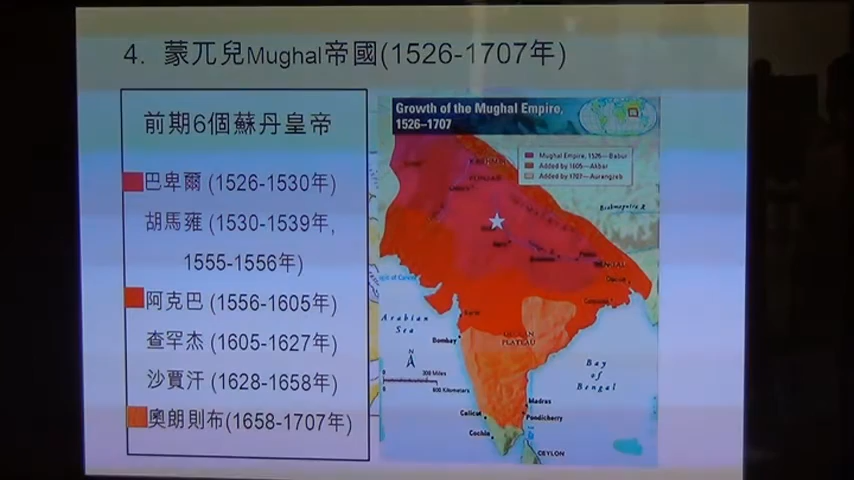 4. 蒙兀兒Mughal帝國(1526-1707年)
前期6個蘇丹皇帝
巴卑爾 (1526-1530年)
胡馬雍 (1530-1539年,
1555-1556年)
阿克巴 (1556-1605年)
查罕杰 (1605-1627年)
沙賈汗 (1628-1658年)
奧朗則布(1658-1707年)
Growth of the Mughal Empire,
1526–1707
Mughal Empire, 1526—Babur
Added by 1605—Akbar
Added by 1707—Aurangzeb
Brahmaputra R
PUNJAB
DECCAN
PLATEAU
Arabian
Sea
Bombay
N
300 Miles
600 Kilometers
Bay
of
Bengal
Madras
Calicut
Pondicherry
Cochin
CEYLON